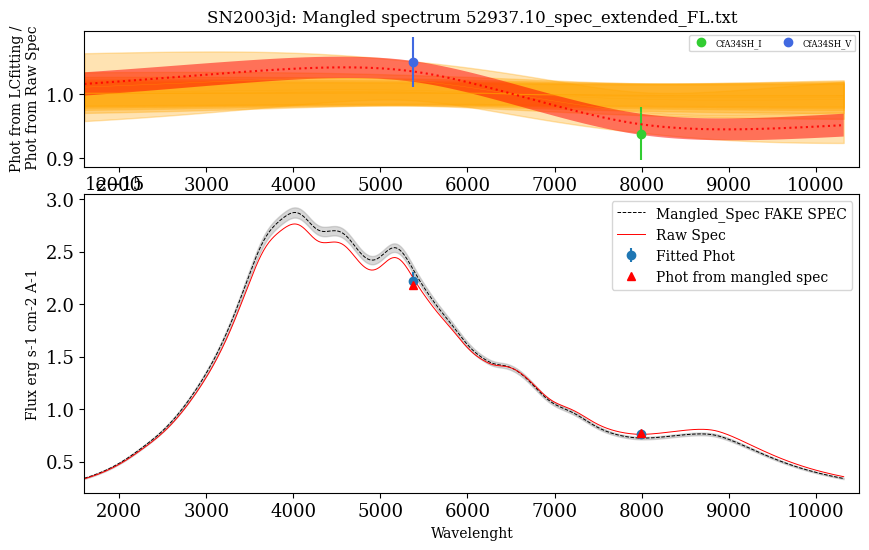 SN2003jd: Mangled spectrum 52937.10_spec_extended_FL.txt
Phot from LCfitting /
Phot from Raw Spec
CfA34SH_I
CfA34SH_V
1.0
0.9
2000 3000 4000 5000 6000 7000 8000 9000 10000
1e−15
3.0
2.5
2.0
1.5
1.0
0.5
Flux erg s-1 cm-2 A-1
Mangled_Spec FAKE SPEC
Raw Spec
Fitted Phot
Phot from mangled spec
2000 3000 4000 5000 6000 7000 8000 9000 10000
Wavelenght